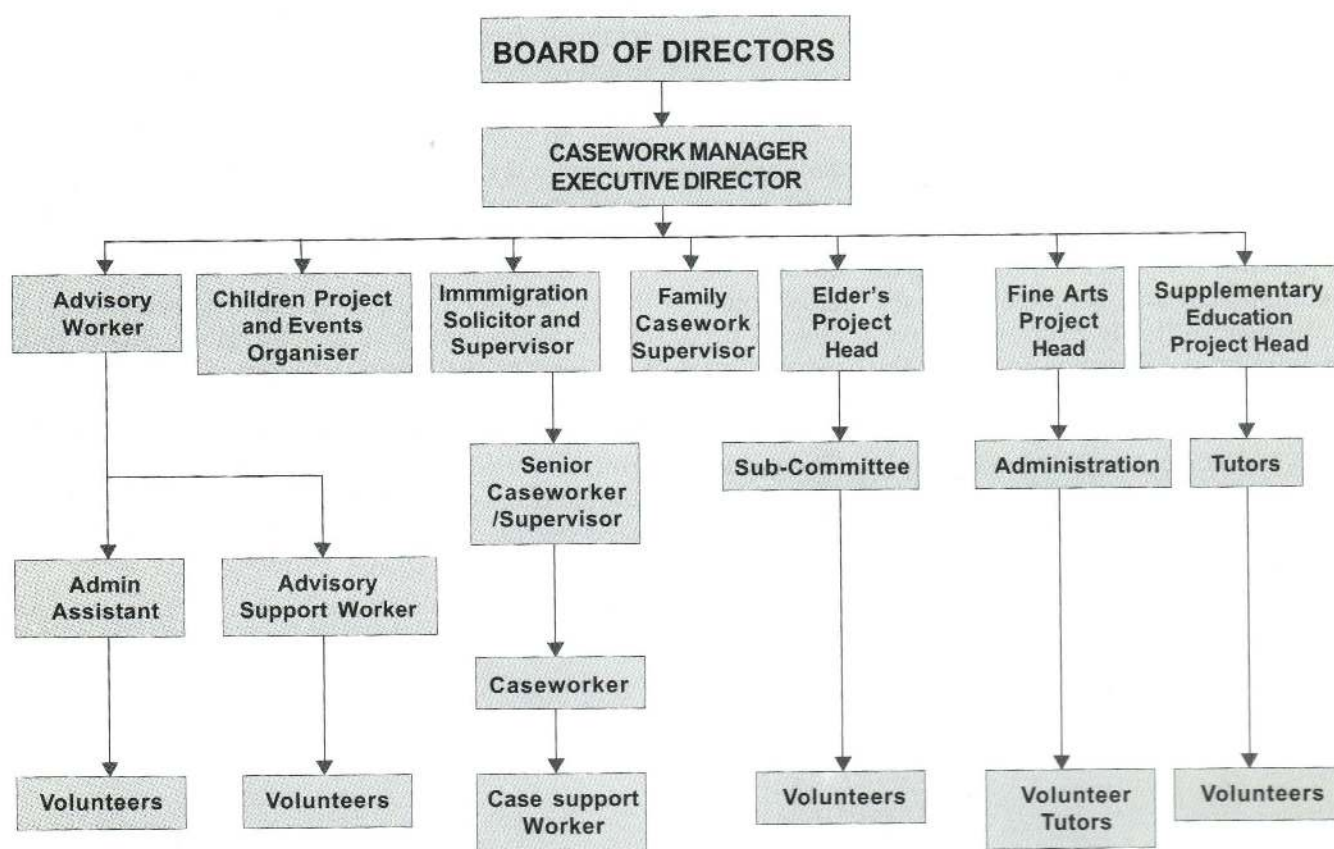 BOARD OF DIRECTORS
CASEWORK MANAGER
EXECUTIVE DIRECTOR
Advisory
Worker
Children Project
and Events
Organiser
Immmigration
Solicitor and
Supervisor
Family
Casework
Supervisor
Elder's
Project
Head
Fine Arts
Project
Head
Supplementary
Education
Project Head
Senior
Caseworker
/Supervisor
Sub-Committee
Administration
Tutors
Admin
Assistant
Advisory
Support Worker
Caseworker
Volunteers
Volunteers
Case support
Worker
Volunteers
Volunteer
Tutors
Volunteers